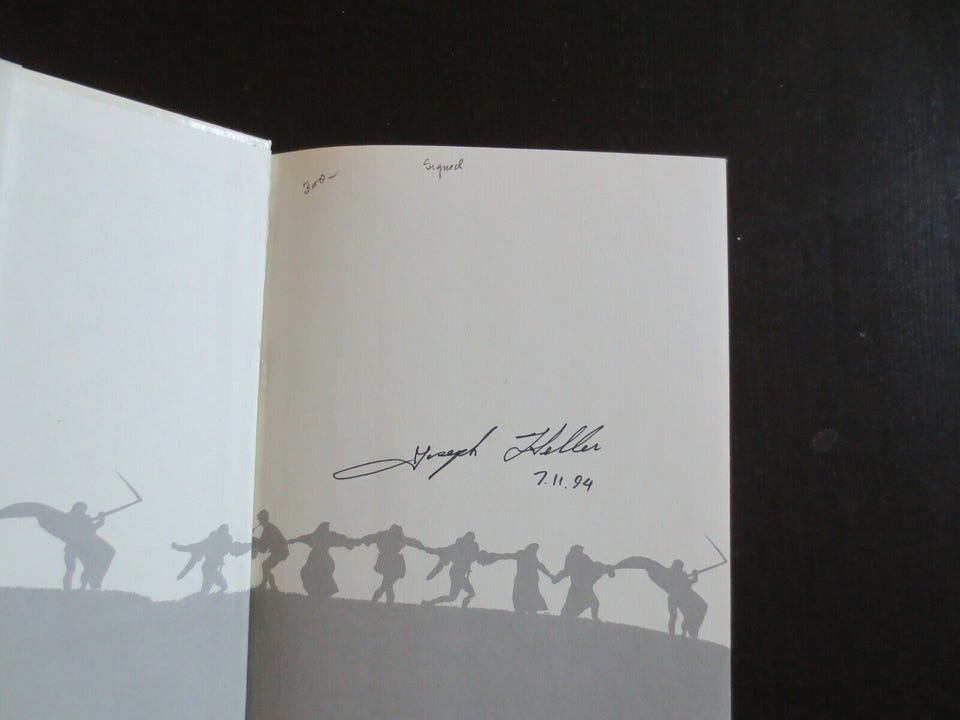 300-
Signed
Joseph Heller
7.11.94